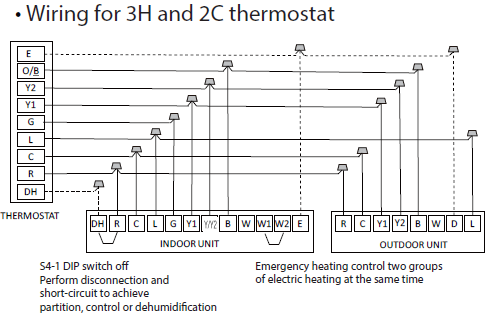 • Wiring for 3H and 2C thermostat
E
O/B
Y2
Y1
G
L
C
R
DH
THERMOSTAT
DH R C L G Y1 Y/Y2 B W W1 W2 E
INDOOR UNIT
R C Y1 Y2 B W D L
OUTDOOR UNIT
S4-1 DIP switch off
Perform disconnection and
short-circuit to achieve
partition, control or dehumidification
Emergency heating control two groups
of electric heating at the same time